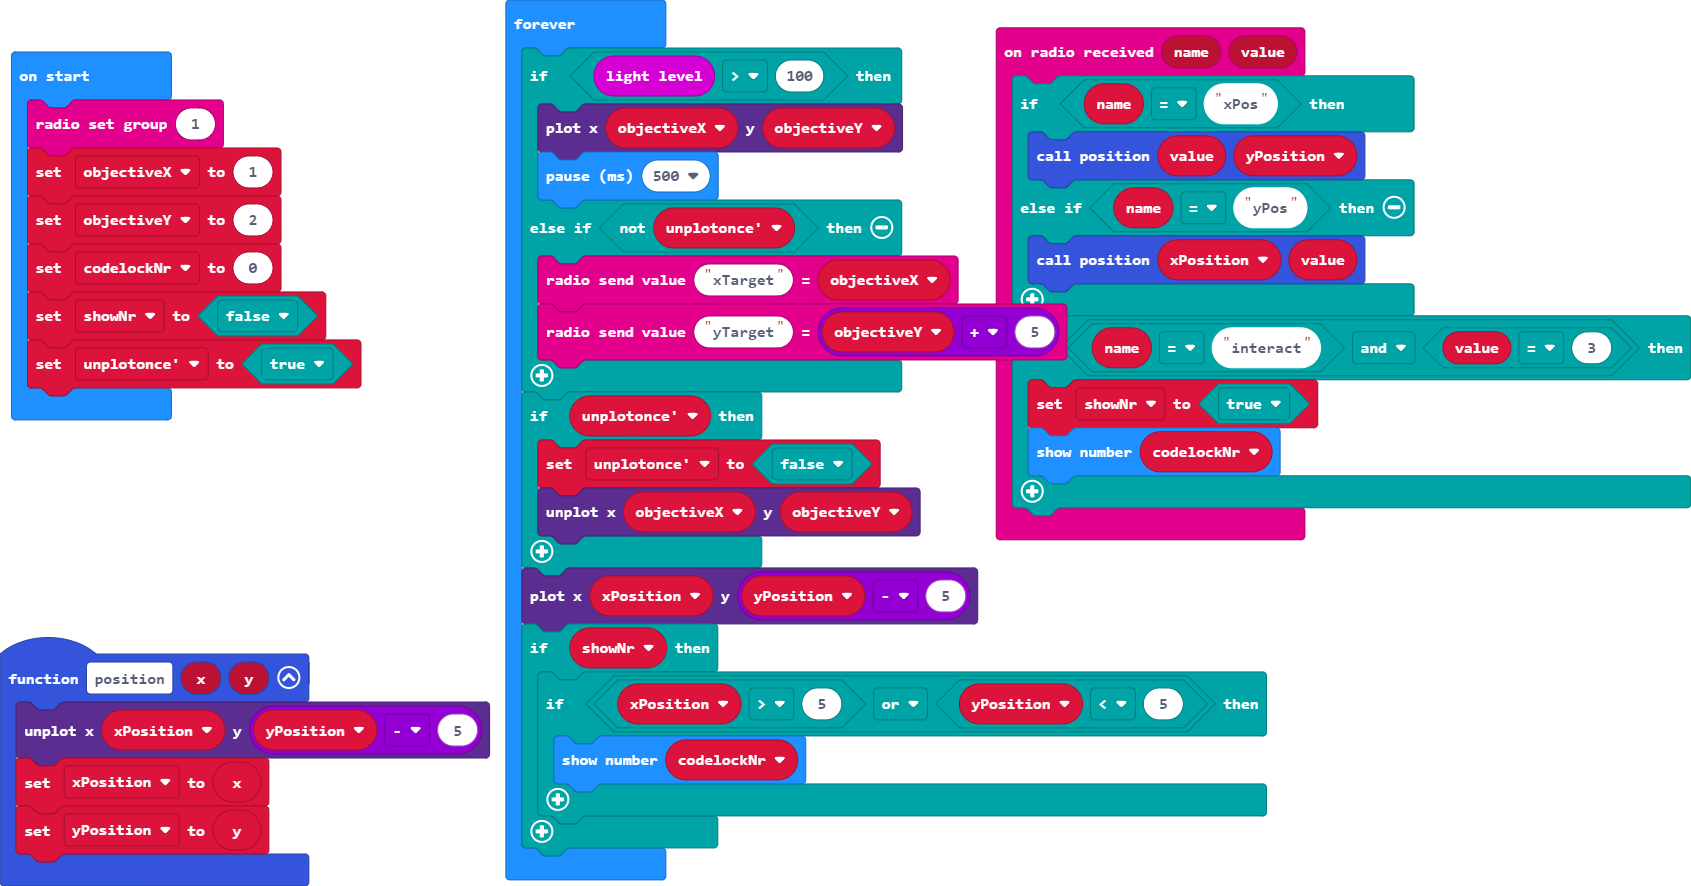 on start
radio set group 1
set objectiveX to 1
set objectiveY to 2
set codelockNr to 0
set showNr to false
set unplotonce' to true
function position x y
unplot x xPosition y yPosition - 5
set xPosition to x
set yPosition to y
forever
if light level > 100 then
plot x objectiveX y objectiveY
pause (ms) 500
else if not unplotonce' then
radio send value "xTarget" = objectiveX
radio send value "yTarget" = objectiveY + 5
if unplotonce' then
set unplotonce' to false
unplot x objectiveX y objectiveY
plot x xPosition y yPosition - 5
if showNr then
if xPosition > 5 or yPosition < 5 then
show number codelockNr
on radio received name value
if name = "xPos" then
call position value yPosition
else if name = "yPos" then
call position xPosition value
name = "interact" and value = 3 then
set showNr to true
show number codelockNr